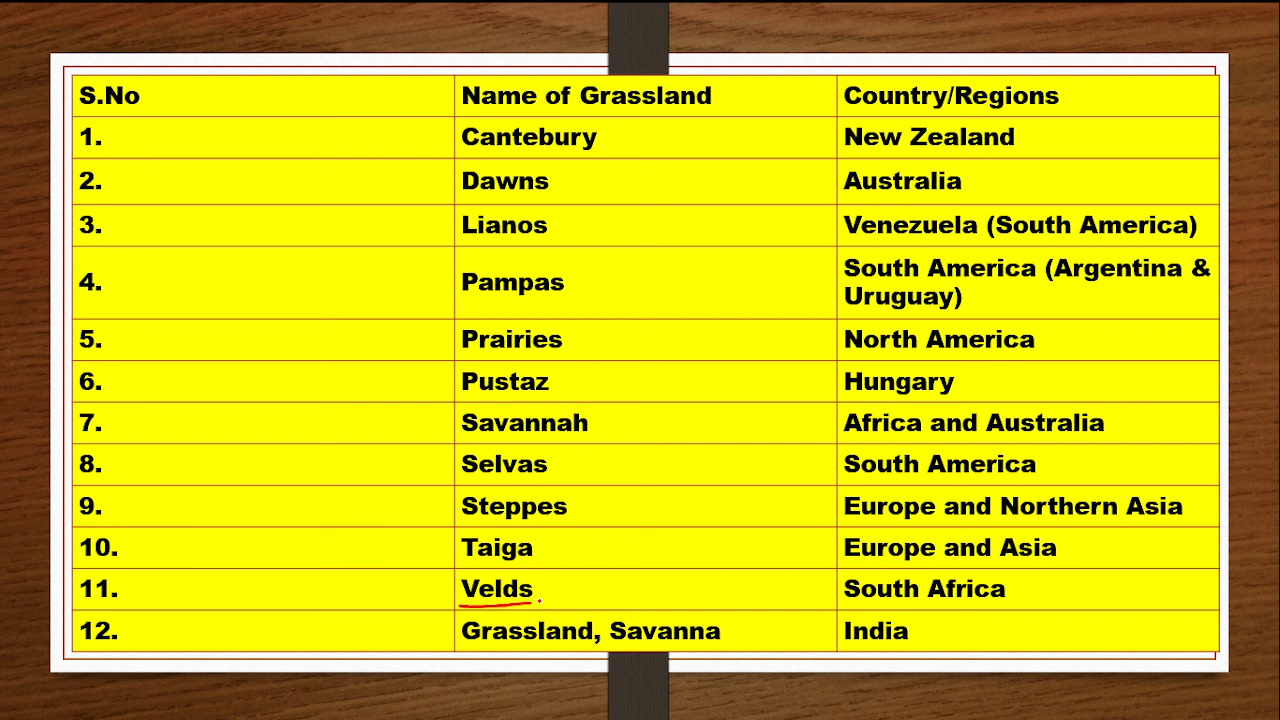 S.No Name of Grassland Country/Regions
1. Cantebury New Zealand
2. Dawns Australia
3. Lianos Venezuela (South America)
4. Pampas South America (Argentina &
Uruguay)
5. Prairies North America
6. Pustaz Hungary
7. Savannah Africa and Australia
8. Selvas South America
9. Steppes Europe and Northern Asia
10. Taiga Europe and Asia
11. Velds South Africa
12. Grassland, Savanna India